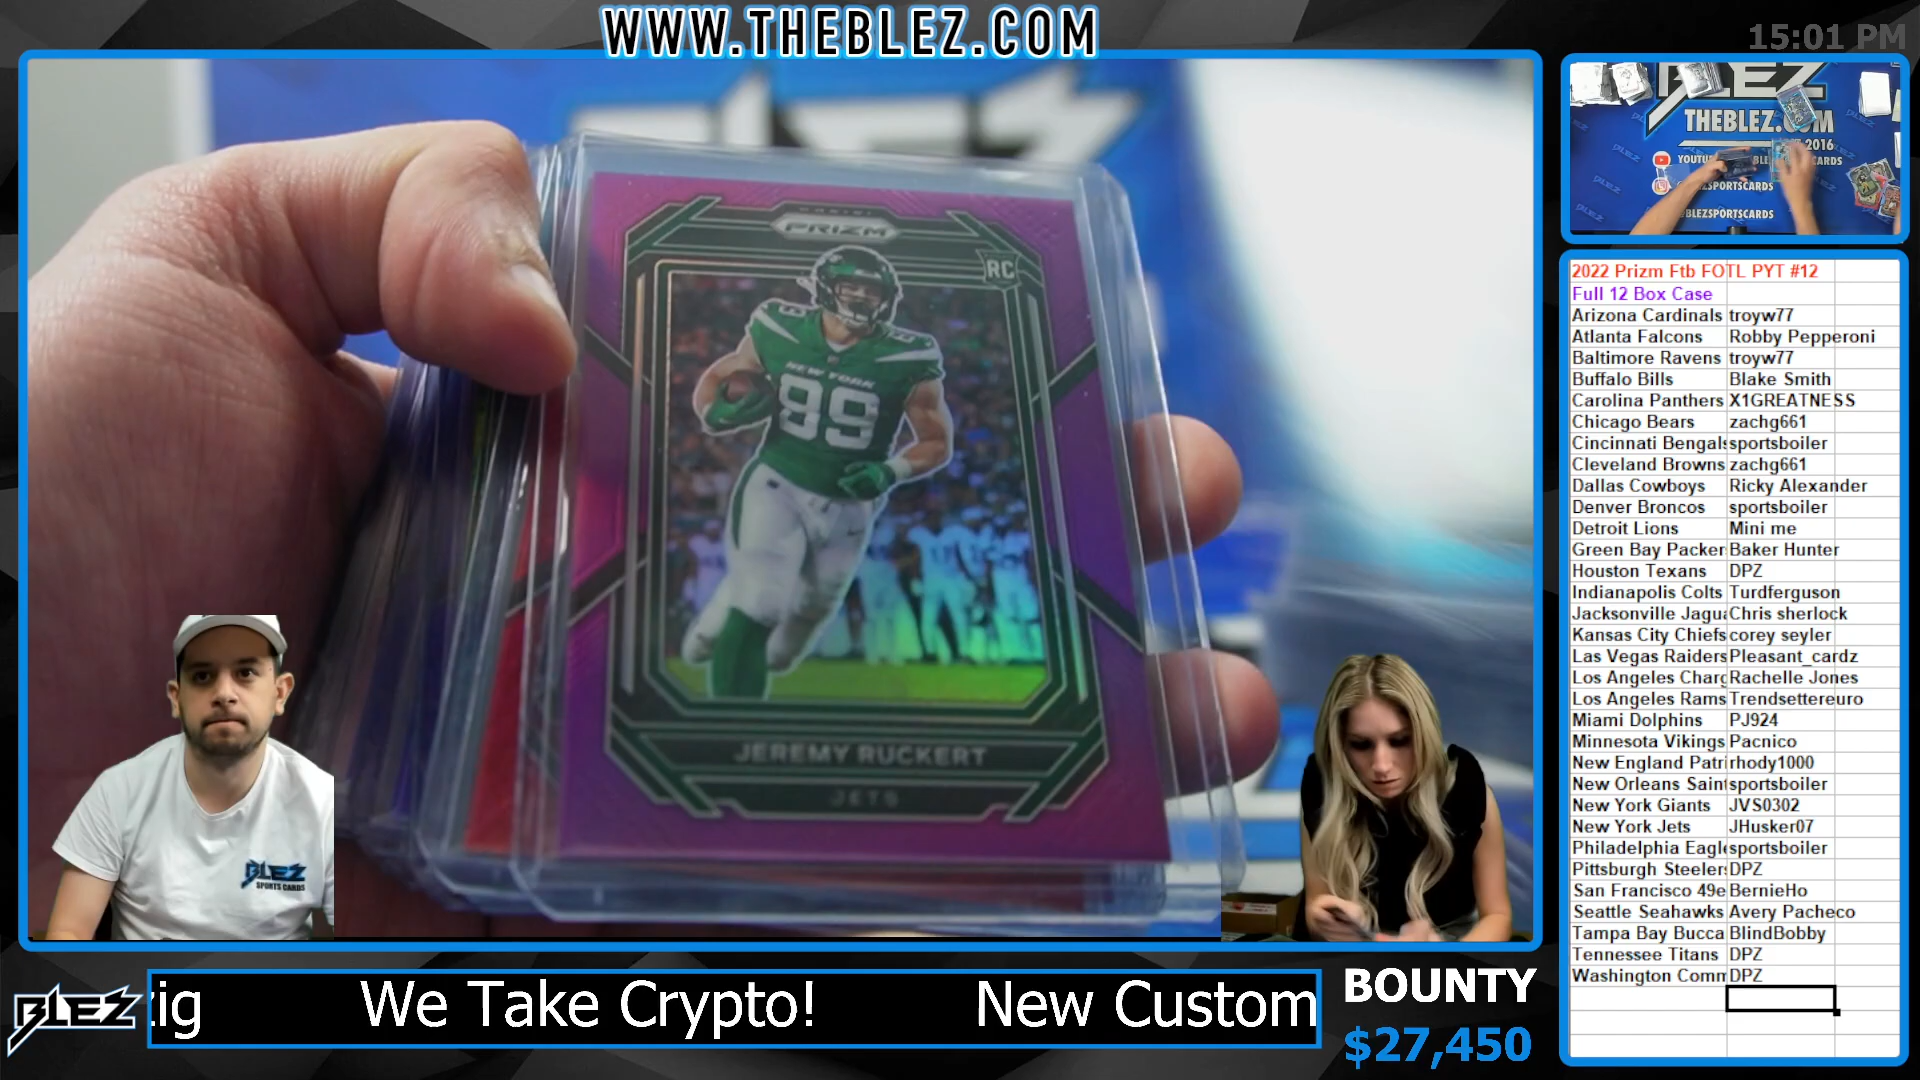 WWW.THEBLEZ.COM
15:01 PM
PRIZM
RC
NEW YORK
89
JEREMY RUCKERT
JETS
BLEZ
SPORTS CARDS
BLEZ
THEBLEZ.COM
2016
BLEZSPORTSCARDS
2022 Prizm Ftb FOTL PYT #12
Full 12 Box Case
Arizona Cardinals troyw77
Atlanta Falcons Robby Pepperoni
Baltimore Ravens troyw77
Buffalo Bills Blake Smith
Carolina Panthers X1GREATNESS
Chicago Bears zachg661
Cincinnati Bengals sportsboiler
Cleveland Browns zachg661
Dallas Cowboys Ricky Alexander
Denver Broncos sportsboiler
Detroit Lions Mini me
Green Bay Packer Baker Hunter
Houston Texans DPZ
Indianapolis Colts Turdferguson
Jacksonville Jagua Chris sherlock
Kansas City Chiefs corey seyler
Las Vegas Raiders Pleasant_cardz
Los Angeles Charg Rachelle Jones
Los Angeles Rams Trendsettereuro
Miami Dolphins PJ924
Minnesota Vikings Pacnico
New England Patri rhody1000
New Orleans Saint sportsboiler
New York Giants JVS0302
New York Jets JHusker07
Philadelphia Eagle sportsboiler
Pittsburgh Steelers DPZ
San Francisco 49e BernieHo
Seattle Seahawks Avery Pacheco
Tampa Bay Bucca BlindBobby
Tennessee Titans DPZ
Washington Comm DPZ
BLEZ
zig We Take Crypto! New Custom
BOUNTY
$27,450